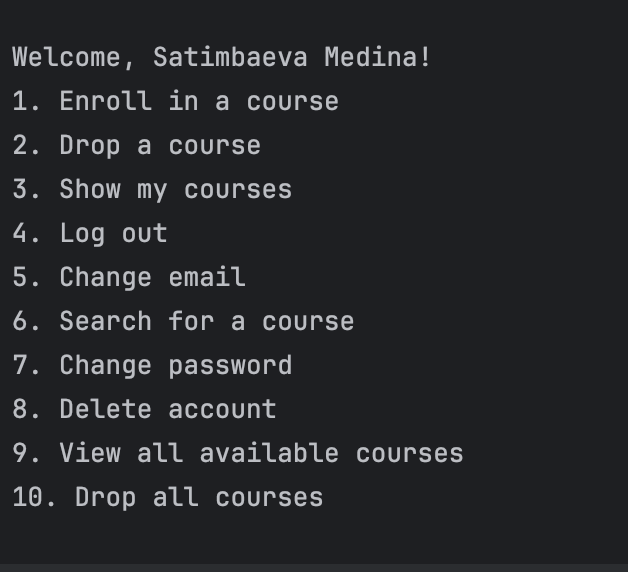 Welcome, Satimbaeva Medina!
1. Enroll in a course
2. Drop a course
3. Show my courses
4. Log out
5. Change email
6. Search for a course
7. Change password
8. Delete account
9. View all available courses
10. Drop all courses